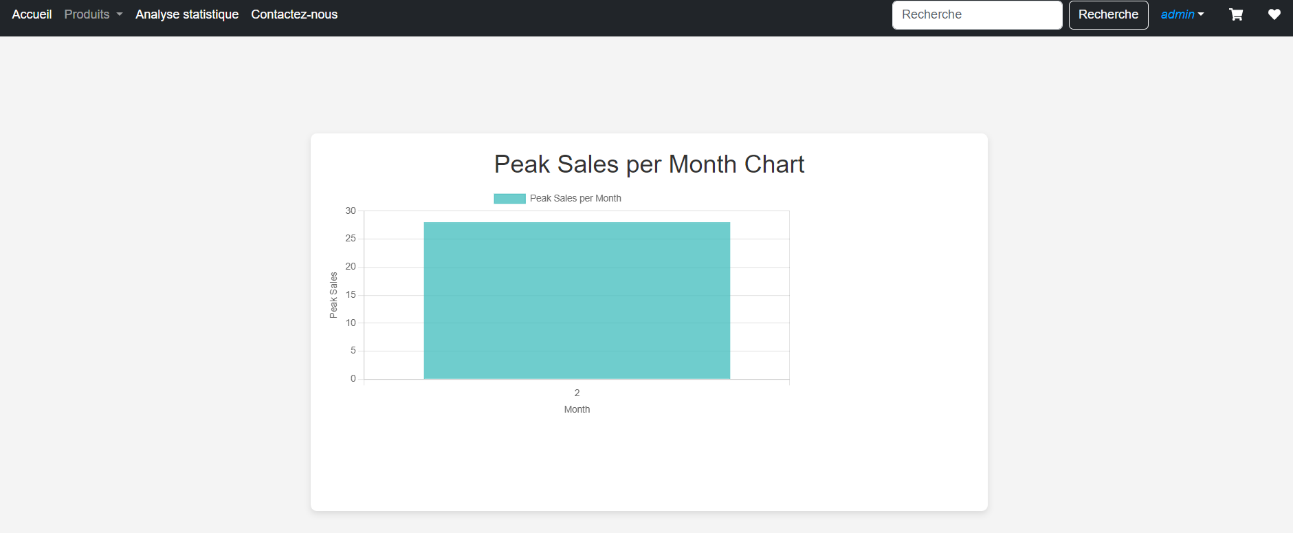 Accueil Produits Analyse statistique Contactez-nous Recherche Recherche admin
Peak Sales per Month Chart
Peak Sales per Month
30
25
20
15
10
5
0
Peak Sales
2
Month